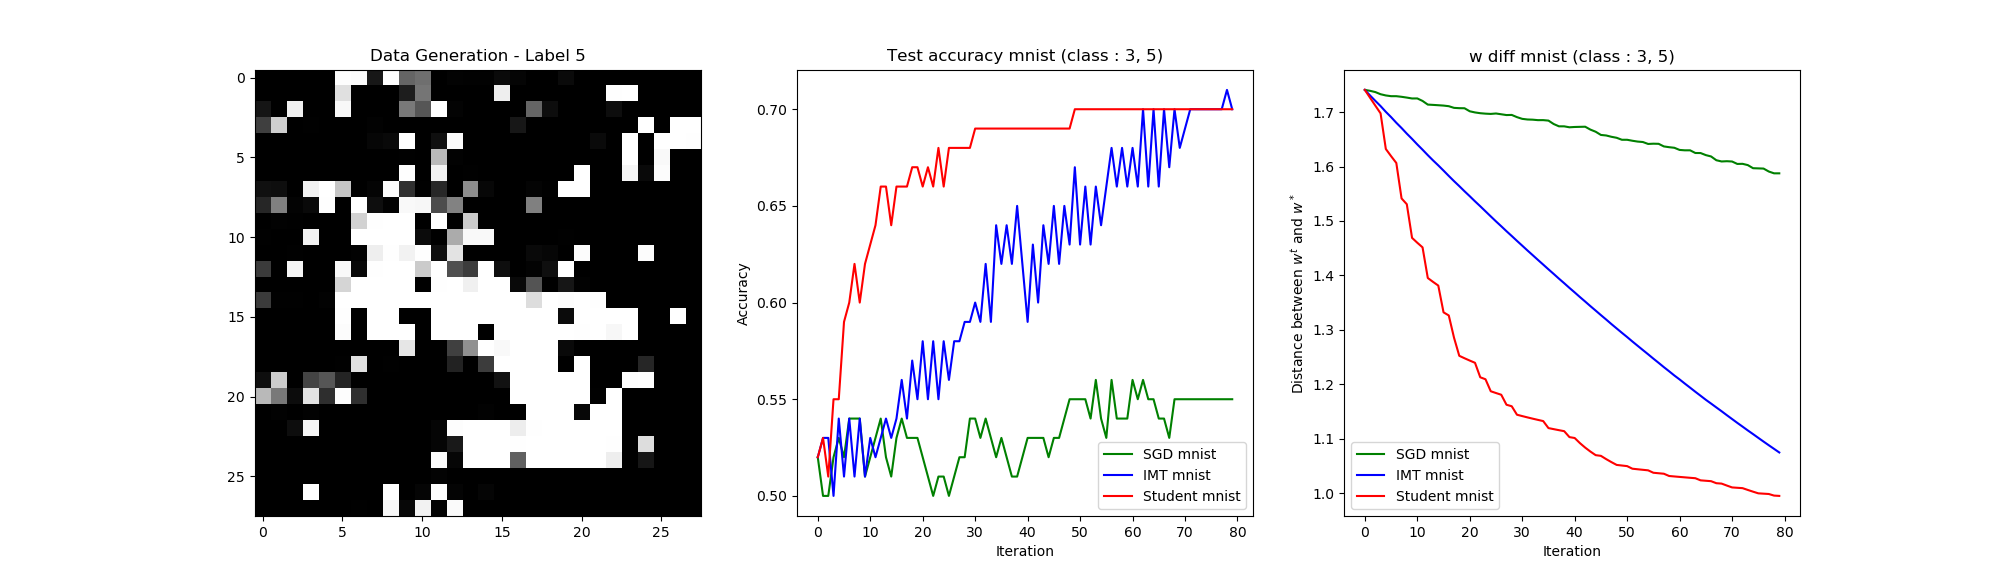 Data Generation - Label 5
0
5
10
15
20
25
0 5 10 15 20 25
Test accuracy mnist (class : 3, 5)
Accuracy
0.70
0.65
0.60
0.55
0.50
SGD mnist
IMT mnist
Student mnist
0 10 20 30 40 50 60 70 80
Iteration
w diff mnist (class : 3, 5)
Distance between w^t and w^*
1.7
1.6
1.5
1.4
1.3
1.2
1.1
1.0
SGD mnist
IMT mnist
Student mnist
0 10 20 30 40 50 60 70 80
Iteration